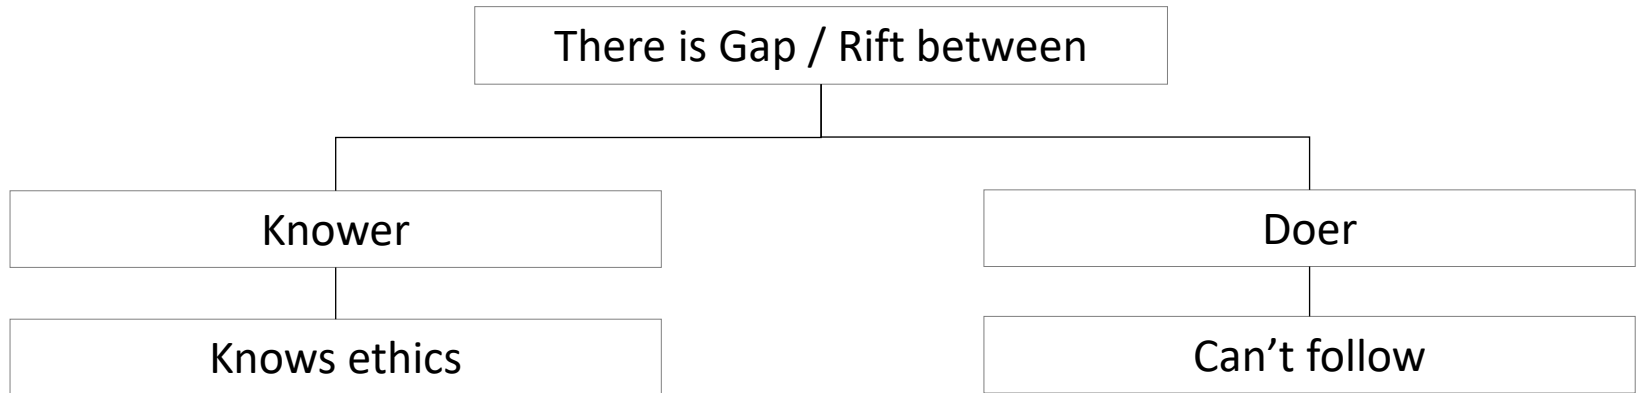 There is Gap / Rift between
Knower
Doer
Knows ethics
Can’t follow